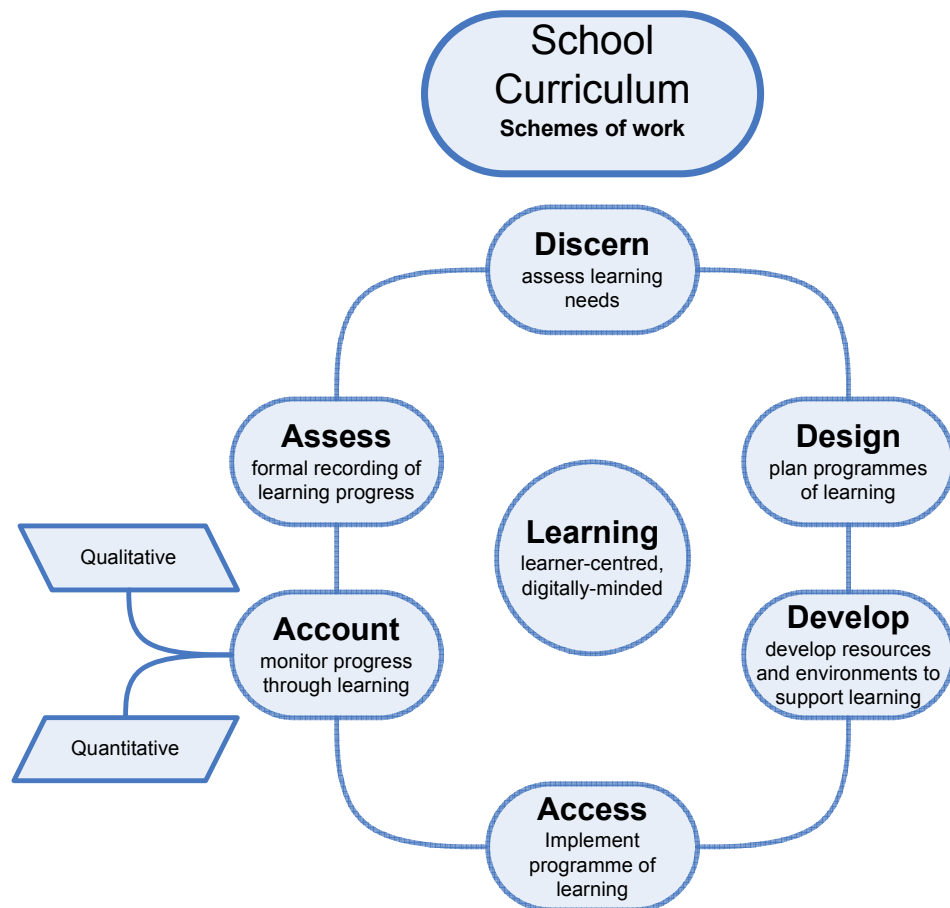 School
Curriculum
Schemes of work
Discern
assess learning
needs
Assess
formal recording of
learning progress
Design
plan programmes
of learning
Learning
learner-centred,
digitally-minded
Qualitative
Account
monitor progress
through learning
Develop
develop resources
and environments to
support learning
Quantitative
Access
Implement
programme of
learning